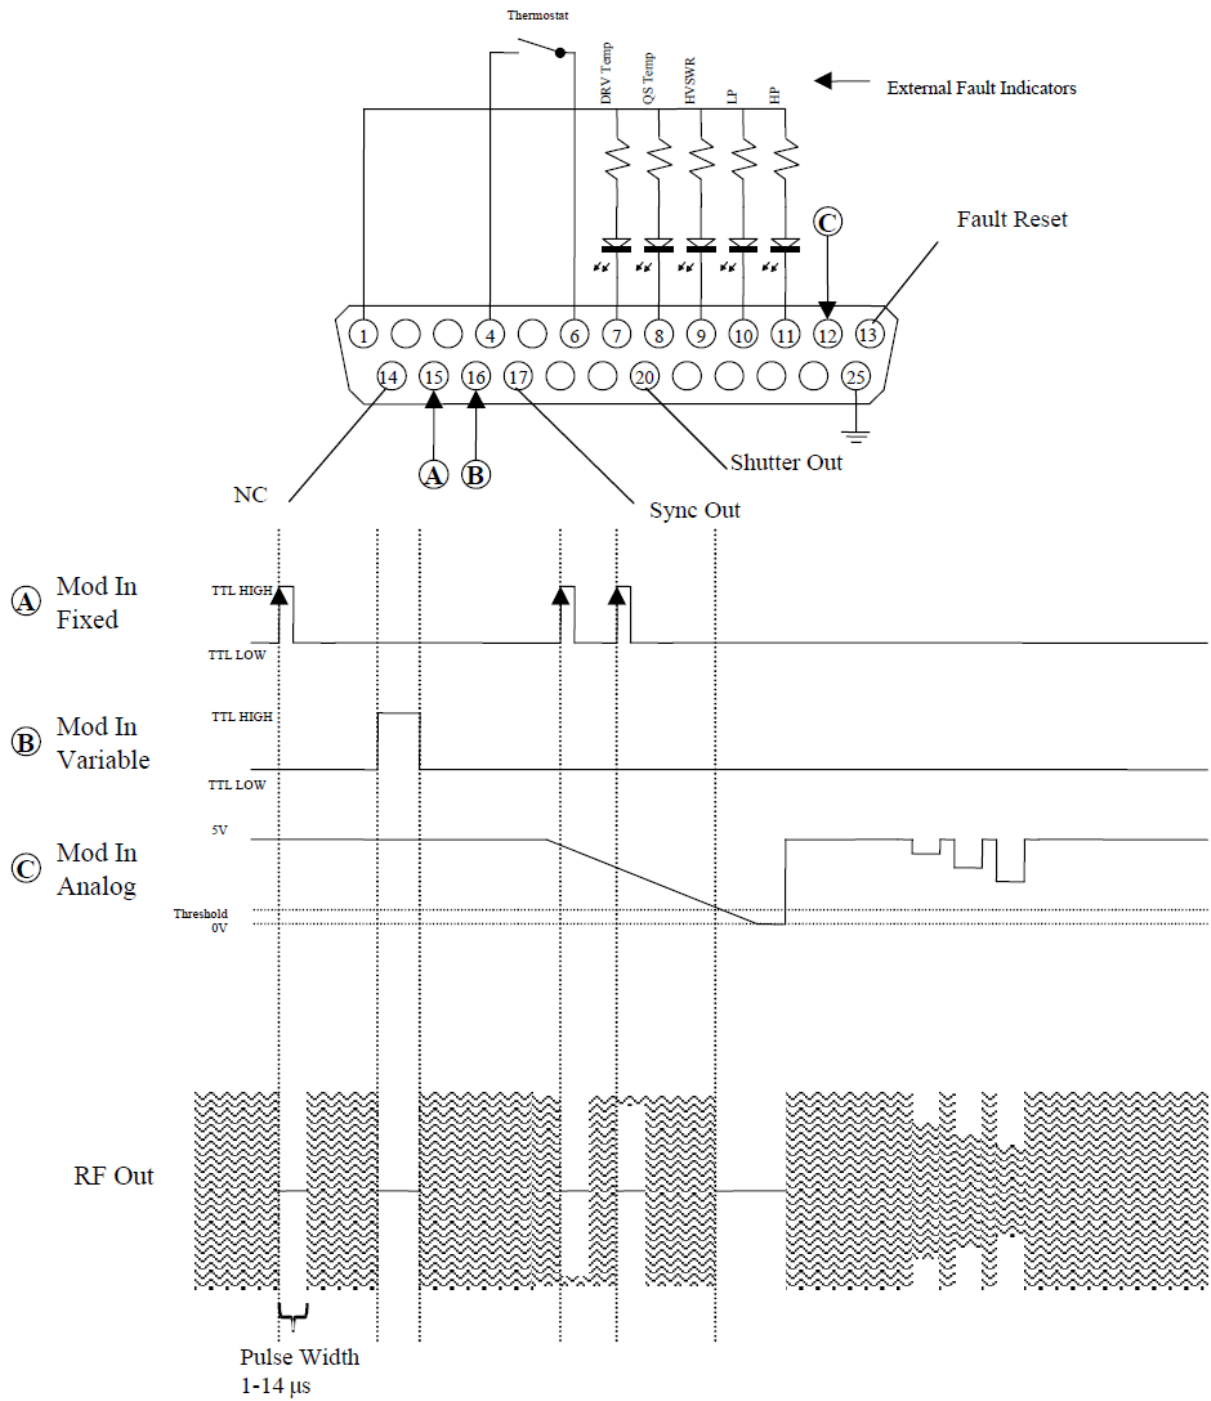 Thermostat
DRV Temp
QS Temp
HVSWR
LP
HP
External Fault Indicators
C
Fault Reset
1
4
6
7
8
9
10
11
12
13
14
15
16
17
20
25
A
B
NC
Shutter Out
Sync Out
A
Mod In
Fixed
TTL HIGH
TTL LOW
B
Mod In
Variable
TTL HIGH
TTL LOW
C
Mod In
Analog
5V
Threshold
0V
RF Out
Pulse Width
1-14 μs